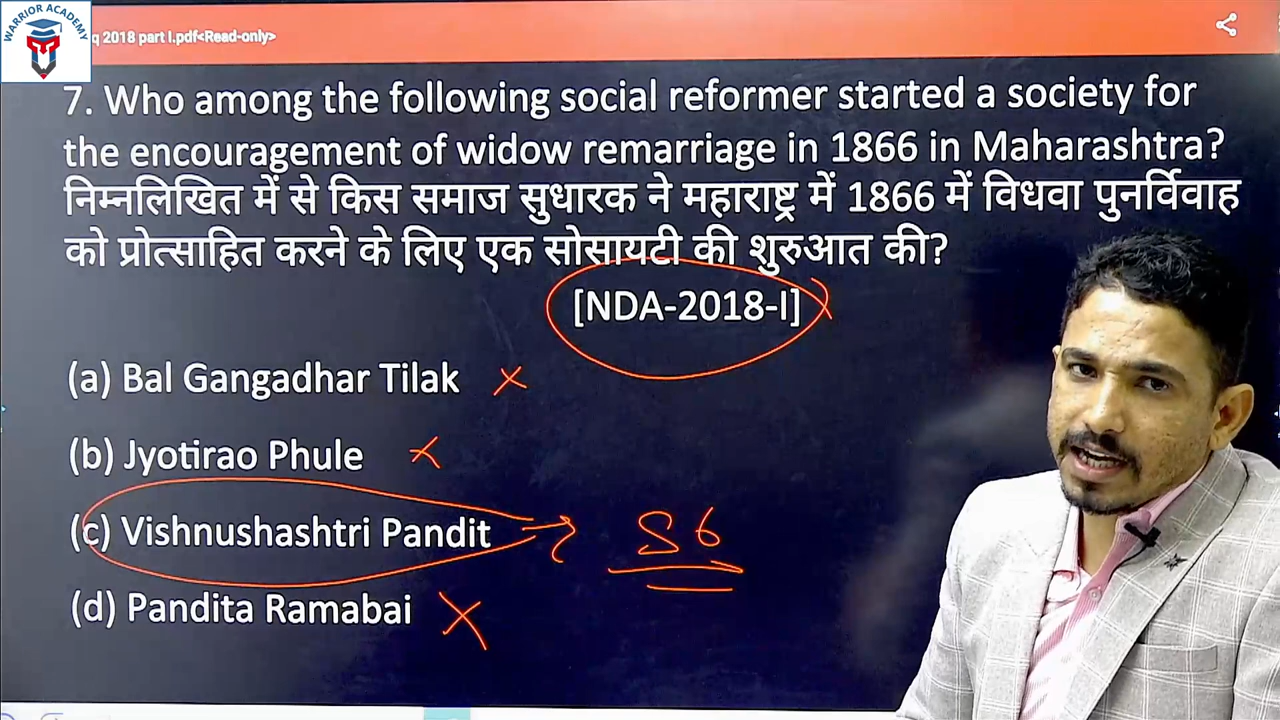 WARRIOR ACADEMY
q 2018 part I.pdf<Read-only>
7. Who among the following social reformer started a society for
the encouragement of widow remarriage in 1866 in Maharashtra?
निम्नलिखित में से किस समाज सुधारक ने महाराष्ट्र में 1866 में विधवा पुनर्विवाह
को प्रोत्साहित करने के लिए एक सोसायटी की शुरुआत की?
[NDA-2018-I]
(a) Bal Gangadhar Tilak
(b) Jyotirao Phule
(c) Vishnushashtri Pandit
S6
(d) Pandita Ramabai